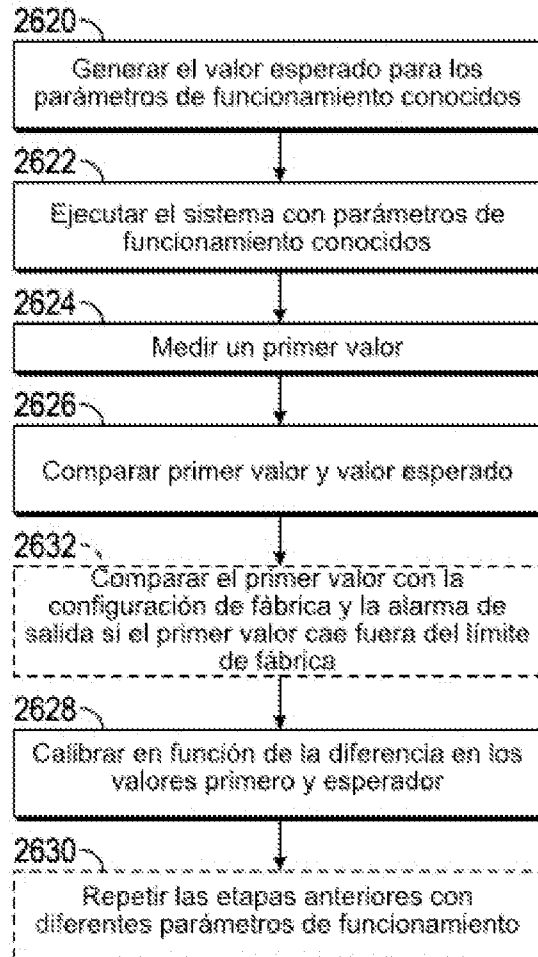 2620
Generar el valor esperado para los
parámetros de funcionamiento conocidos
2622
Ejecutar el sistema con parámetros de
funcionamiento conocidos
2624
Medir un primer valor
2626
Comparar primer valor y valor esperado
2632
Comparar el primer valor con la
configuración de fábrica y la alarma de
salida si el primer valor cae fuera del límite
de fábrica
2628
Calibrar en función de la diferencia en los
valores primero y esperador
2630
Repetir las etapas anteriores con
diferentes parámetros de funcionamiento